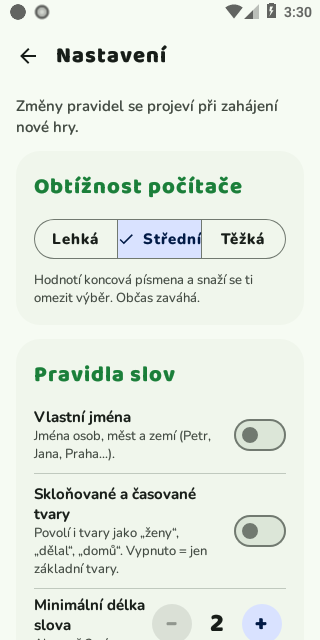 3:30
Nastavení
Změny pravidel se projeví při zahájení
nové hry.
Obtížnost počítače
Lehká
Střední
Těžká
Hodnotí koncová písmena a snaží se ti
omezit výběr. Občas zaváhá.
Pravidla slov
Vlastní jména
Jména osob, měst a zemí (Petr,
Jana, Praha…).
Skloňované a časované
tvary
Povolí i tvary jako „ženy“,
„dělal“, „domů“. Vypnuto = jen
základní tvary.
Minimální délka
slova
2